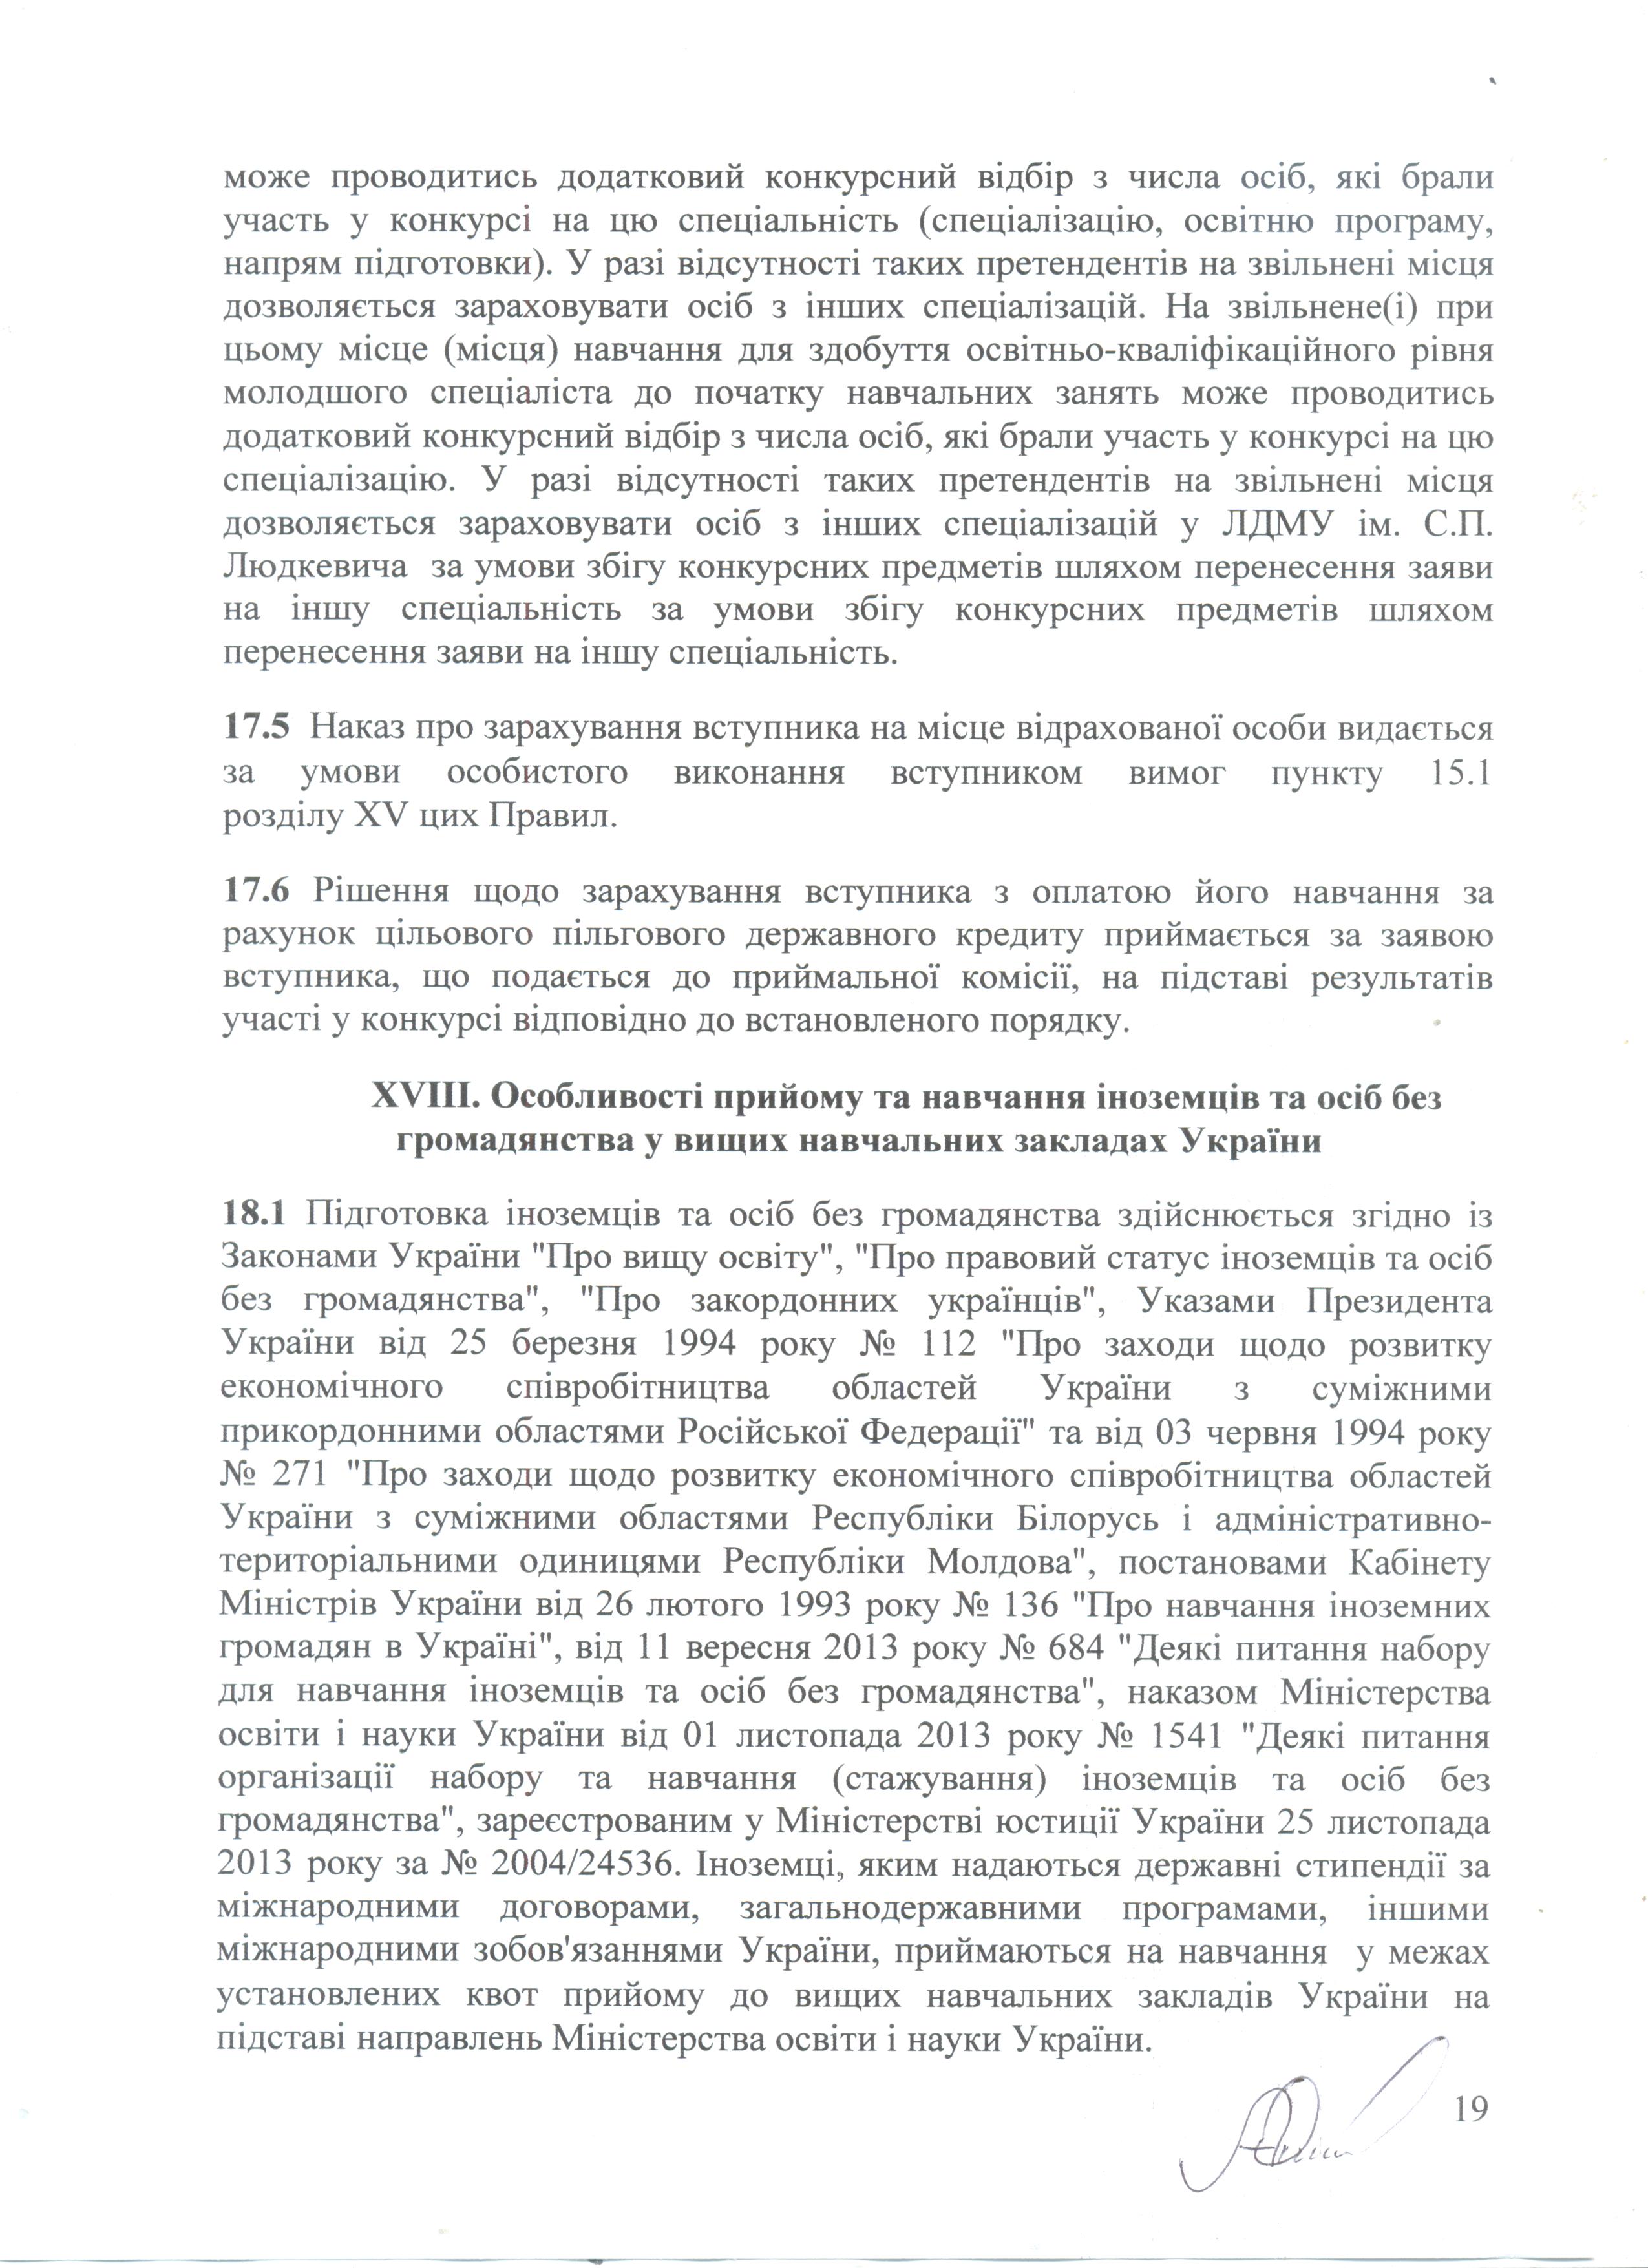 може проводитись додатковий конкурсний відбір з числа осіб, які брали
участь у конкурсі на цю спеціальність (спеціалізацію, освітню програму,
напрям підготовки). У разі відсутності таких претендентів на звільнені місця
дозволяється зараховувати осіб з інших спеціалізацій. На звільнене(і) при
цьому місце (місця) навчання для здобуття освітньо-кваліфікаційного рівня
молодшого спеціаліста до початку навчальних занять може проводитись
додатковий конкурсний відбір з числа осіб, які брали участь у конкурсі на цю
спеціалізацію. У разі відсутності таких претендентів на звільнені місця
дозволяється зараховувати осіб з інших спеціалізацій у ЛДМУ ім. С.П.
Людкевича за умови збігу конкурсних предметів шляхом перенесення заяви
на іншу спеціальність за умови збігу конкурсних предметів шляхом
перенесення заяви на іншу спеціальність.
17.5 Наказ про зарахування вступника на місце відрахованої особи видається
за умови особистого виконання вступником вимог пункту 15.1
розділу XV цих Правил.
17.6 Рішення щодо зарахування вступника з оплатою його навчання за
рахунок цільового пільгового державного кредиту приймається за заявою
вступника, що подається до приймальної комісії, на підставі результатів
участі у конкурсі відповідно до встановленого порядку.
XVIII. Особливості прийому та навчання іноземців та осіб без
громадянства у вищих навчальних закладах України
18.1 Підготовка іноземців та осіб без громадянства здійснюється згідно із
Законами України "Про вищу освіту", "Про правовий статус іноземців та осіб
без громадянства", "Про закордонних українців", Указами Президента
України від 25 березня 1994 року № 112 "Про заходи щодо розвитку
економічного співробітництва областей України з суміжними
прикордонними областями Російської Федерації" та від 03 червня 1994 року
№ 271 "Про заходи щодо розвитку економічного співробітництва областей
України з суміжними областями Республіки Білорусь і адміністративно-
територіальними одиницями Республіки Молдова", постановами Кабінету
Міністрів України від 26 лютого 1993 року № 136 "Про навчання іноземних
громадян в Україні", від 11 вересня 2013 року № 684 "Деякі питання набору
для навчання іноземців та осіб без громадянства", наказом Міністерства
освіти і науки України від 01 листопада 2013 року № 1541 "Деякі питання
організації набору та навчання (стажування) іноземців та осіб без
громадянства", зареєстрованим у Міністерстві юстиції України 25 листопада
2013 року за № 2004/24536. Іноземці, яким надаються державні стипендії за
міжнародними договорами, загальнодержавними програмами, іншими
міжнародними зобов'язаннями України, приймаються на навчання у межах
установлених квот прийому до вищих навчальних закладів України на
підставі направлень Міністерства освіти і науки України.
19